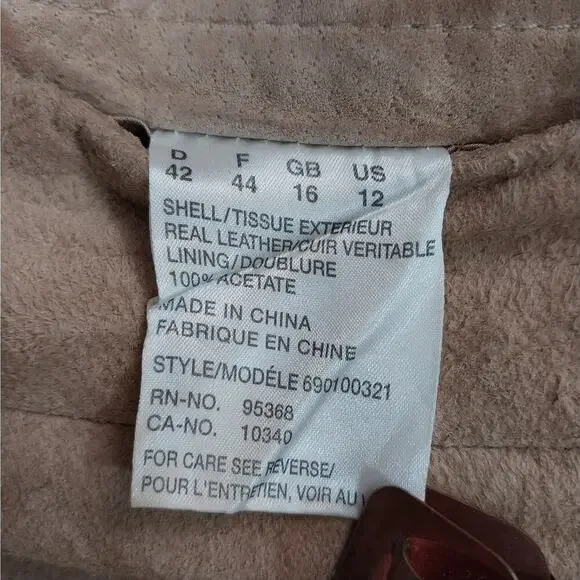 D F GB US
42 44 16 12
SHELL/TISSUE EXTERIEUR
REAL LEATHER/CUIR VERITABLE
LINING/DOUBLURE
100% ACETATE
MADE IN CHINA
FABRIQUE EN CHINE
STYLE/MODÉLE 690100321
RN-NO. 95368
CA-NO. 10340
FOR CARE SEE REVERSE/
POUR L'ENTRETIEN, VOIR AU